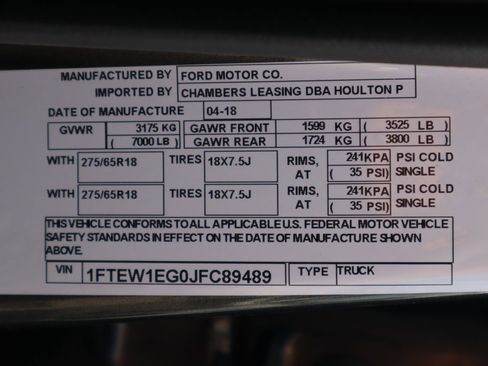 MANUFACTURED BY FORD MOTOR CO.
IMPORTED BY CHAMBERS LEASING DBA HOULTON P
DATE OF MANUFACTURE 04-18
GVWR 3175 KG GAWR FRONT 1599 KG ( 3525 LB )
( 7000 LB ) GAWR REAR 1724 KG ( 3800 LB )
WITH 275/65R18 TIRES 18X7.5J RIMS, AT 241 KPA PSI COLD
( 35 PSI) SINGLE
WITH 275/65R18 TIRES 18X7.5J RIMS, AT 241 KPA PSI COLD
( 35 PSI) SINGLE
THIS VEHICLE CONFORMS TO ALL APPLICABLE U.S. FEDERAL MOTOR VEHICLE
SAFETY STANDARDS IN EFFECT ON THE DATE OF MANUFACTURE SHOWN
ABOVE.
VIN 1FTEW1EG0JFC89489 TYPE TRUCK